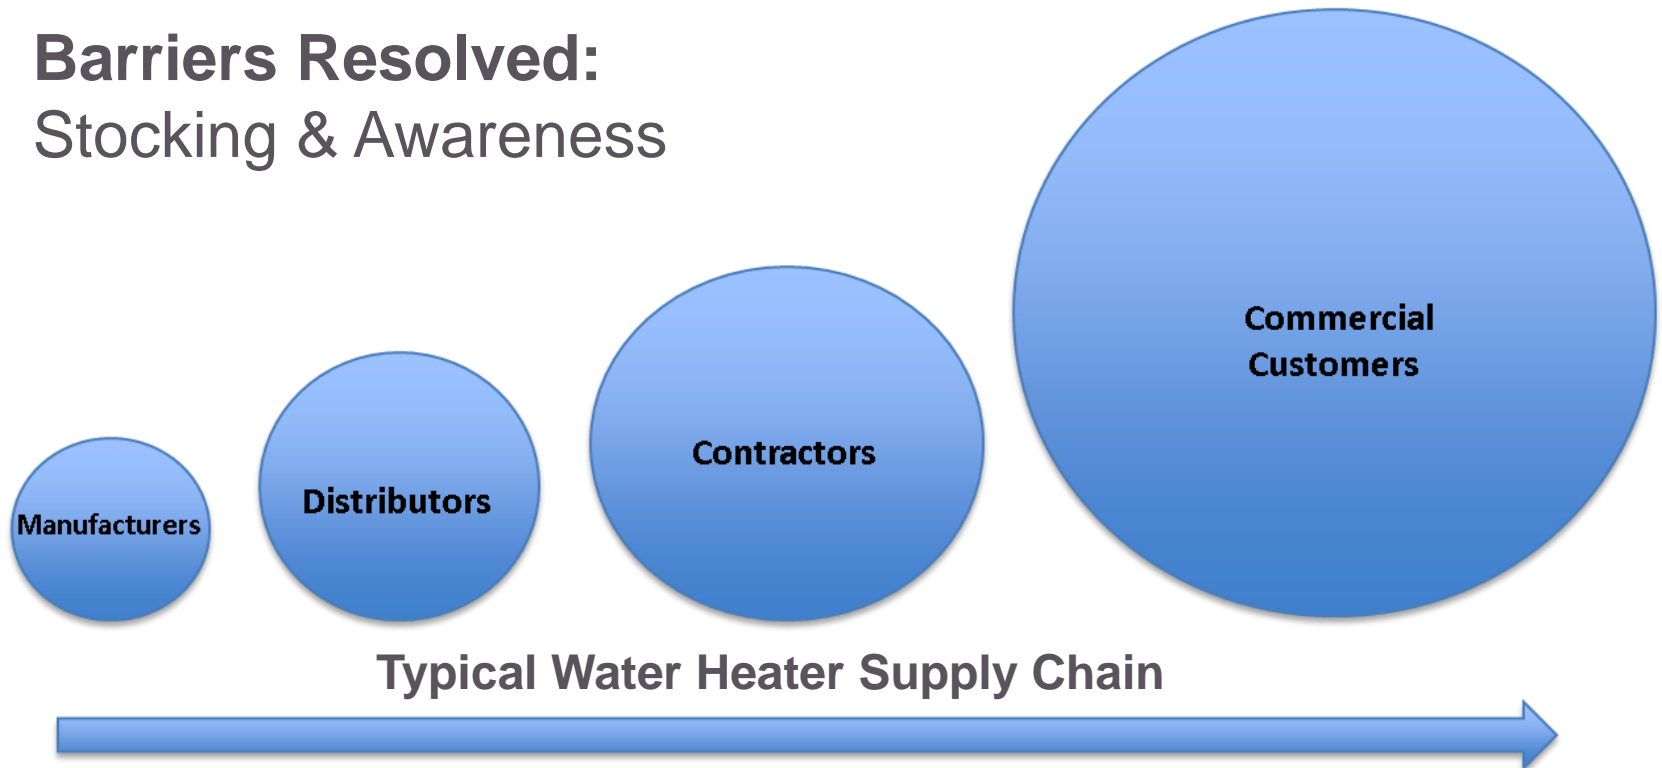 Barriers Resolved:
Stocking & Awareness
Manufacturers
Distributors
Contractors
Commercial
Customers
Typical Water Heater Supply Chain